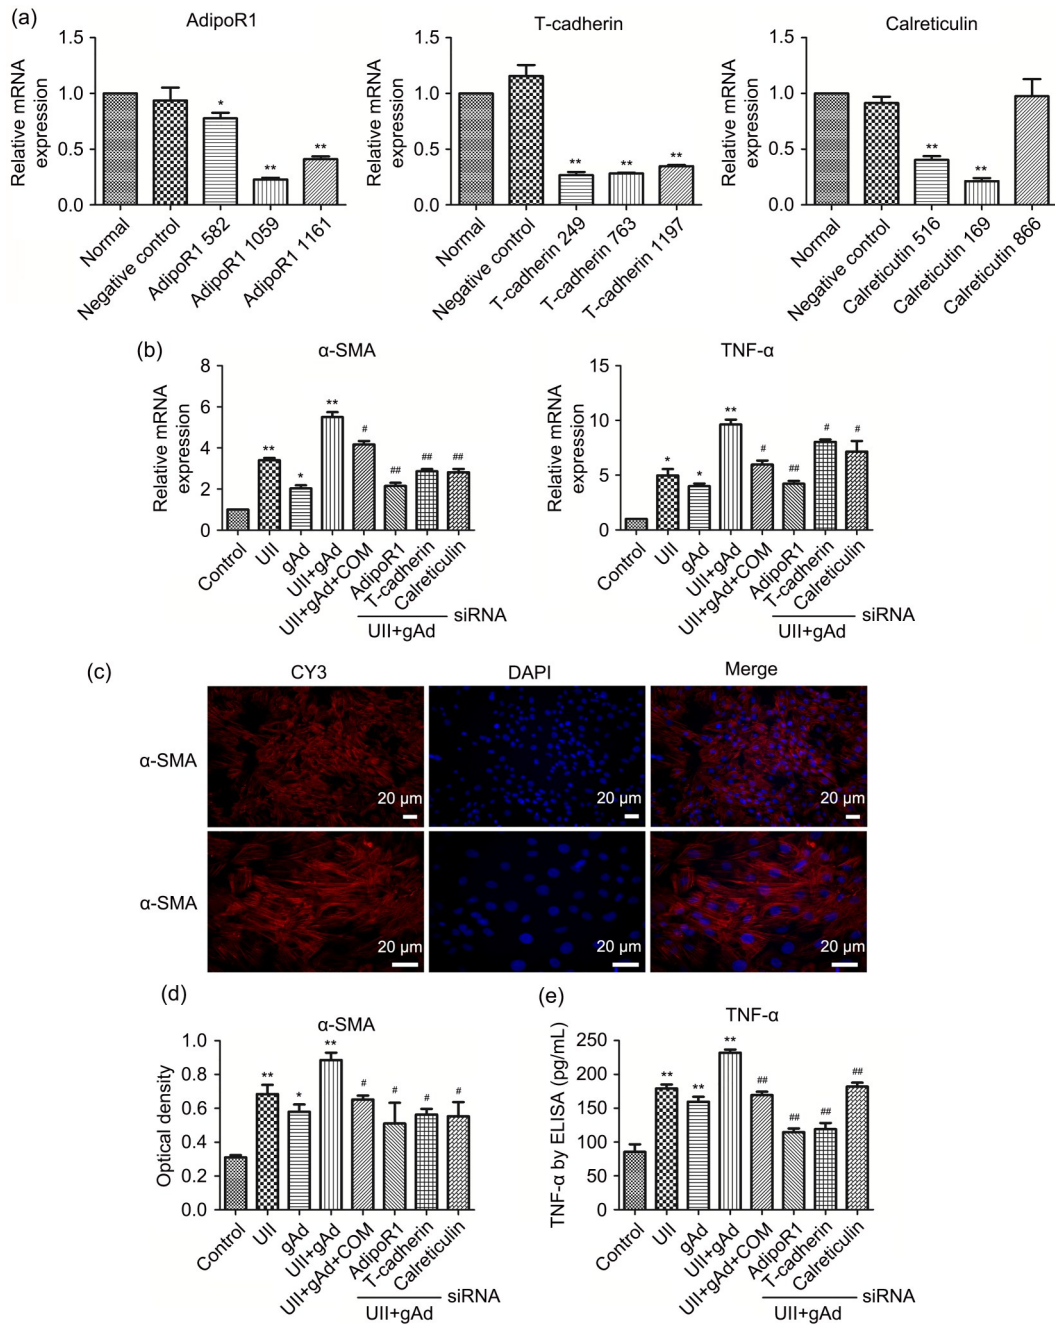 (a)
AdipoR1
T-cadherin
Calreticulin
Relative mRNA
expression
1.5
1.0
0.5
0.0
*
**
**
Normal
Negative control
AdipoR1 582
AdipoR1 1059
AdipoR1 1161
Relative mRNA
expression
1.5
1.0
0.5
0.0
**
**
**
Normal
Negative control
T-cadherin 249
T-cadherin 763
T-cadherin 1197
Relative mRNA
expression
1.5
1.0
0.5
0.0
**
**
Normal
Negative control
Calreticutin 516
Calreticutin 169
Calreticutin 866
(b)
α-SMA
Relative mRNA
expression
8
6
4
2
0
**
*
**
#
##
##
##
Control
UII
gAd
UII+gAd
UII+gAd+COM
AdipoR1
T-cadherin
Calreticulin
siRNA
UII+gAd
TNF-α
Relative mRNA
expression
15
10
5
0
*
*
**
#
##
#
#
Control
UII
gAd
UII+gAd
UII+gAd+COM
AdipoR1
T-cadherin
Calreticulin
siRNA
UII+gAd
(c)
CY3
DAPI
Merge
α-SMA
20 µm
20 µm
20 µm
α-SMA
20 µm
20 µm
20 µm
(d)
α-SMA
Optical density
1.0
0.8
0.6
0.4
0.2
0.0
**
*
**
#
#
#
#
Control
UII
gAd
UII+gAd
UII+gAd+COM
AdipoR1
T-cadherin
Calreticulin
siRNA
UII+gAd
(e)
TNF-α
TNF-α by ELISA (pg/mL)
250
200
150
100
50
0
**
**
**
##
##
##
##
Control
UII
gAd
UII+gAd
UII+gAd+COM
AdipoR1
T-cadherin
Calreticulin
siRNA
UII+gAd